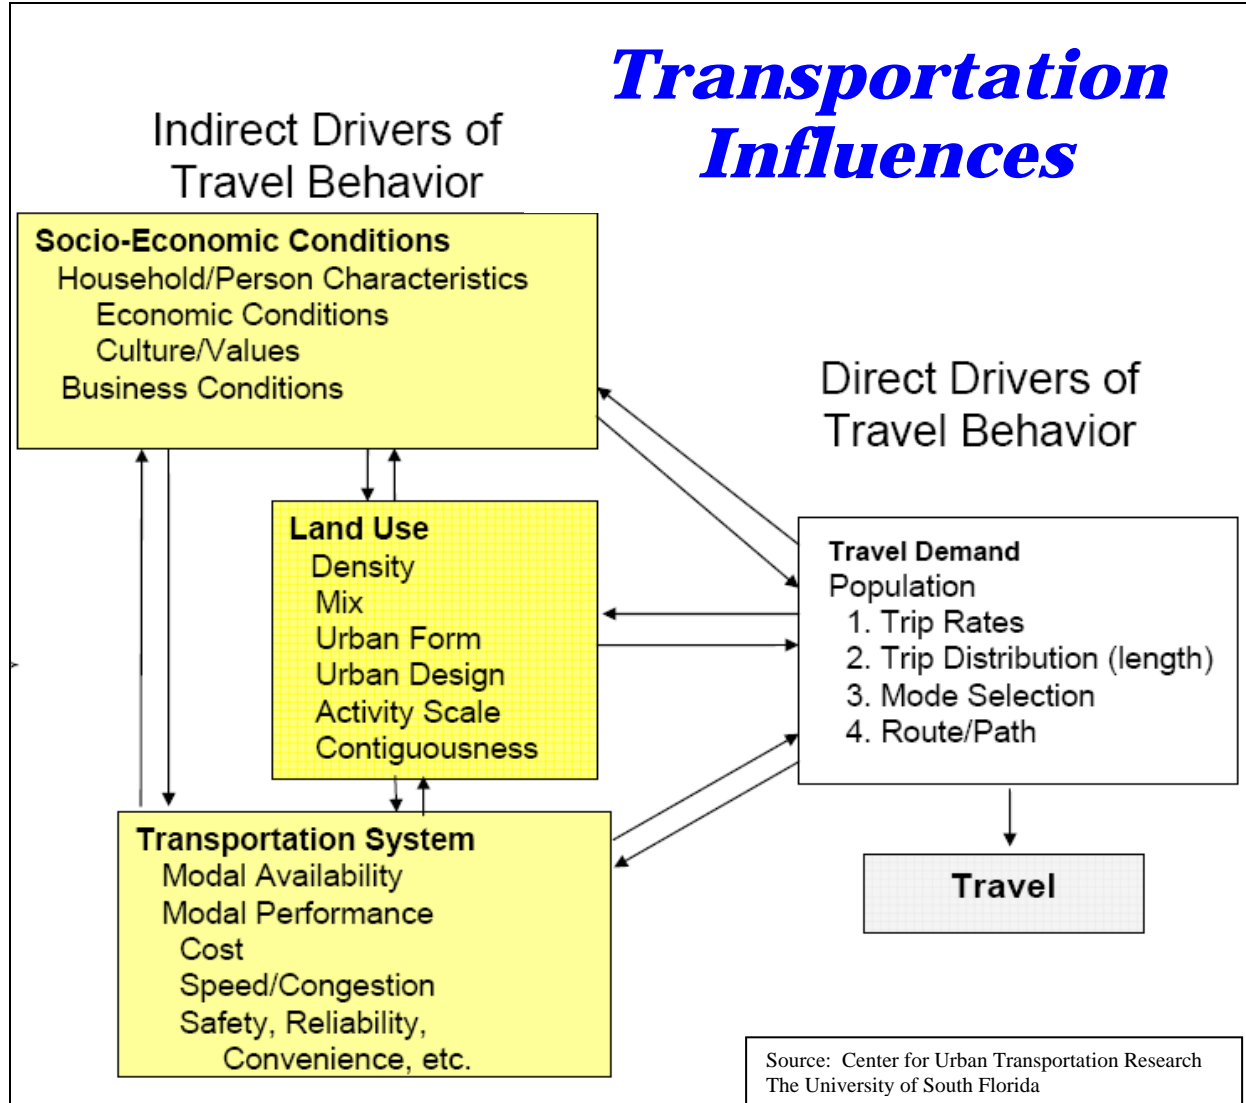 Transportation
Influences
Indirect Drivers of
Travel Behavior
Socio-Economic Conditions
Household/Person Characteristics
Economic Conditions
Culture/Values
Business Conditions
Land Use
Density
Mix
Urban Form
Urban Design
Activity Scale
Contiguousness
Transportation System
Modal Availability
Modal Performance
Cost
Speed/Congestion
Safety, Reliability,
Convenience, etc.
Direct Drivers of
Travel Behavior
Travel Demand
Population
1. Trip Rates
2. Trip Distribution (length)
3. Mode Selection
4. Route/Path
Travel
Source: Center for Urban Transportation Research
The University of South Florida